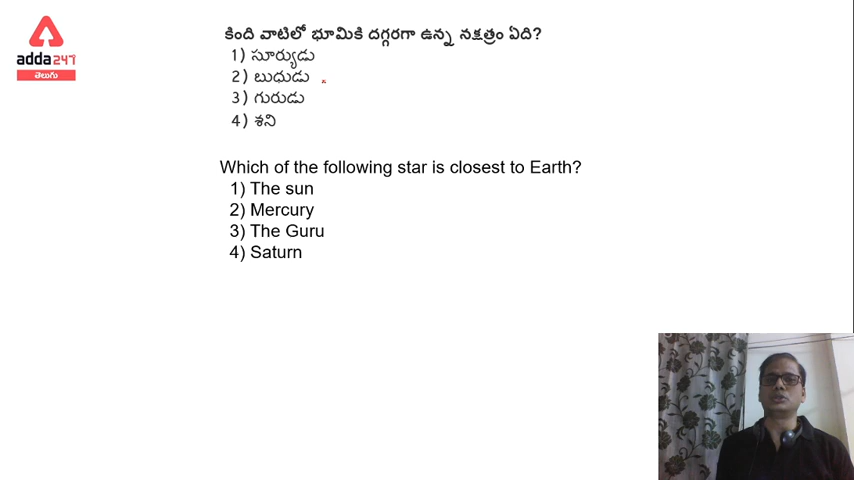 adda247
తెలుగు
కింది వాటిలో భూమికి దగ్గరగా ఉన్న నక్షత్రం ఏది?
1) సూర్యుడు
2) బుధుడు
3) గురుడు
4) శని
Which of the following star is closest to Earth?
1) The sun
2) Mercury
3) The Guru
4) Saturn